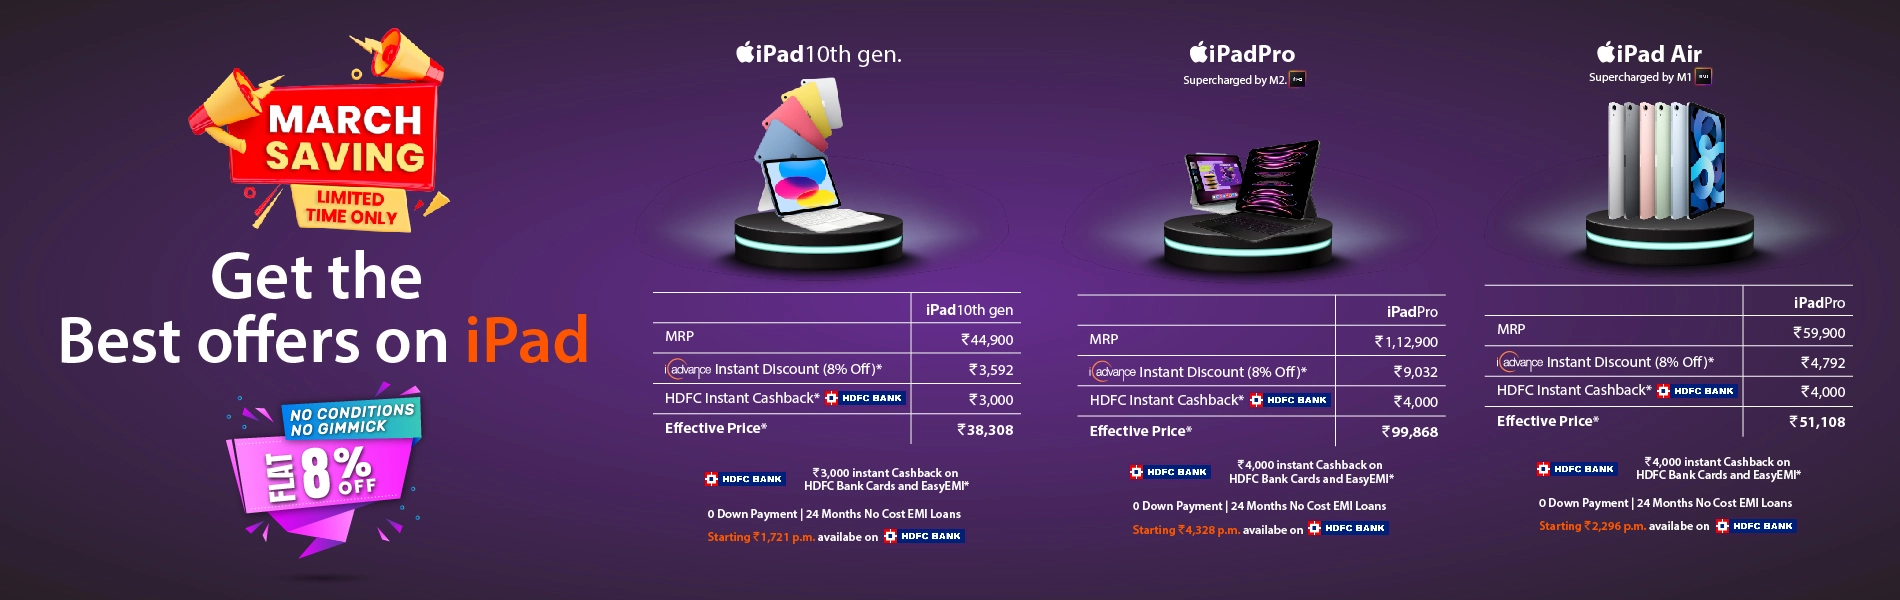 MARCH
SAVING
LIMITED
TIME ONLY
Get the
Best offers on iPad
NO CONDITIONS
NO GIMMICK
FLAT
8%
OFF
iPad10th gen.
iPad10th gen
MRP ₹44,900
iadvance Instant Discount (8% Off)* ₹3,592
HDFC Instant Cashback* HDFC BANK ₹3,000
Effective Price* ₹38,308
HDFC BANK
₹3,000 instant Cashback on
HDFC Bank Cards and EasyEMI*
0 Down Payment | 24 Months No Cost EMI Loans
Starting ₹1,721 p.m. availabe on HDFC BANK
iPadPro
Supercharged by M2.
iPadPro
MRP ₹1,12,900
iadvance Instant Discount (8% Off)* ₹9,032
HDFC Instant Cashback* HDFC BANK ₹4,000
Effective Price* ₹99,868
HDFC BANK
₹4,000 instant Cashback on
HDFC Bank Cards and EasyEMI*
0 Down Payment | 24 Months No Cost EMI Loans
Starting ₹4,328 p.m. availabe on HDFC BANK
iPad Air
Supercharged by M1
iPadPro
MRP ₹59,900
iadvance Instant Discount (8% Off)* ₹4,792
HDFC Instant Cashback* HDFC BANK ₹4,000
Effective Price* ₹51,108
HDFC BANK
₹4,000 instant Cashback on
HDFC Bank Cards and EasyEMI*
0 Down Payment | 24 Months No Cost EMI Loans
Starting ₹2,296 p.m. availabe on HDFC BANK